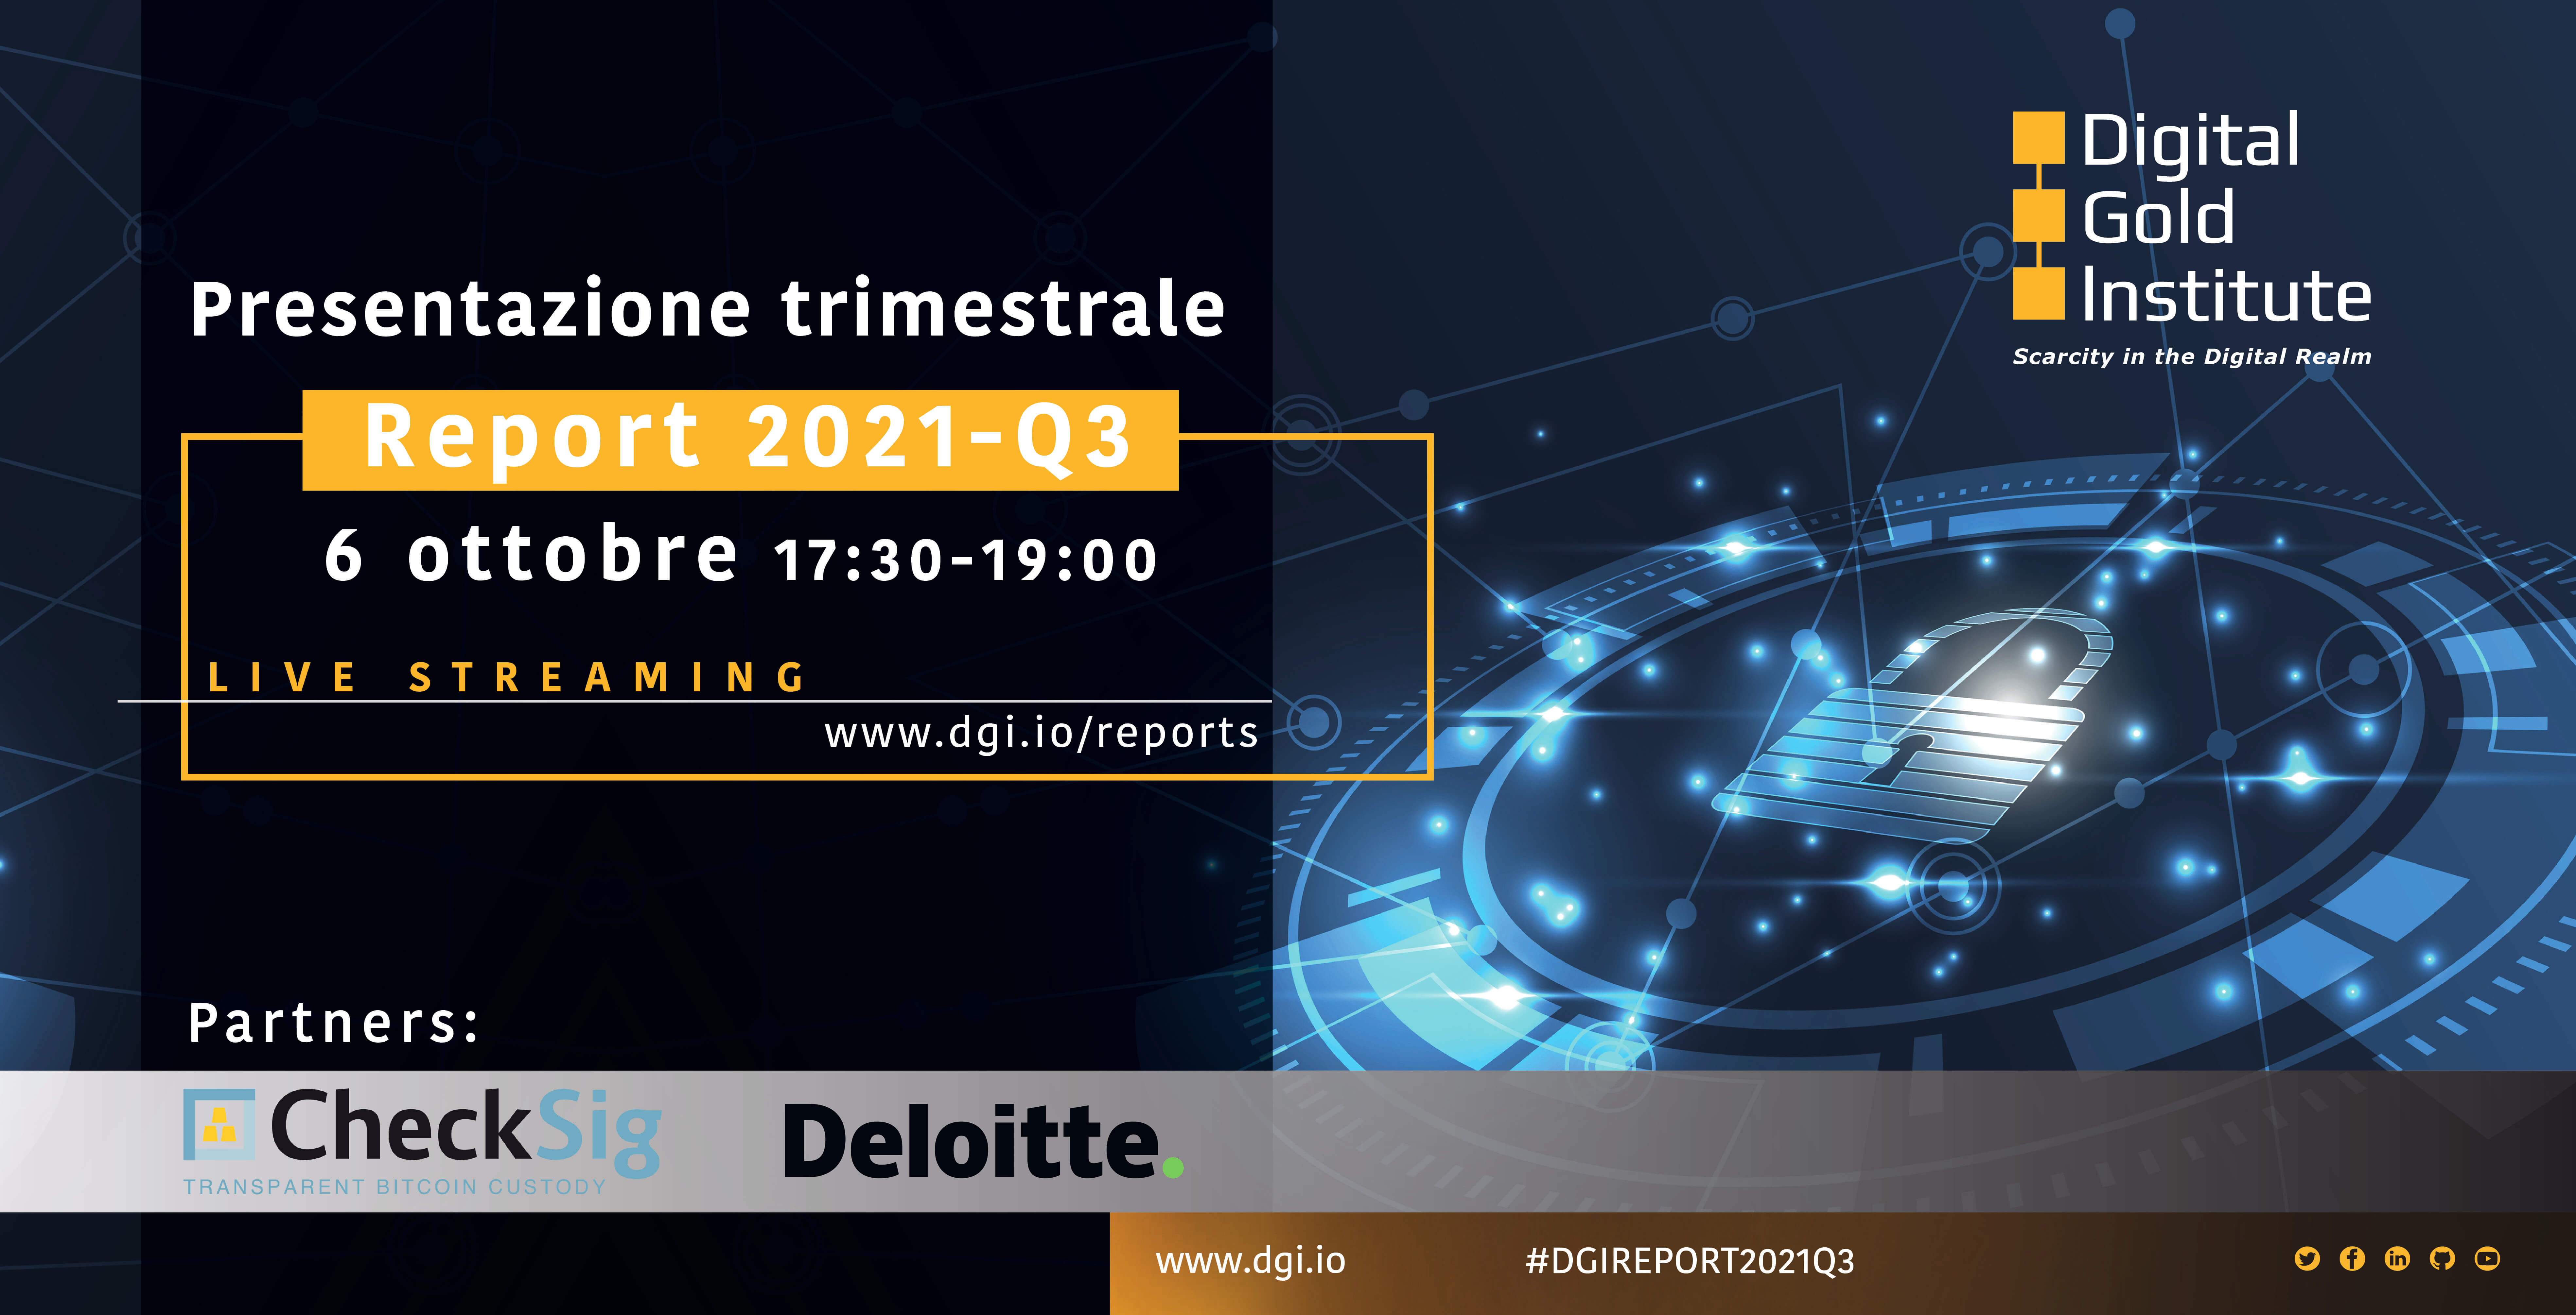 Digital
Gold
Institute
Scarcity in the Digital Realm
Presentazione trimestrale
Report 2021-Q3
6 ottobre 17:30-19:00
LIVE STREAMING
www.dgi.io/reports
Partners:
CheckSig
TRANSPARENT BITCOIN CUSTODY
Deloitte.
www.dgi.io
#DGIREPORT2021Q3